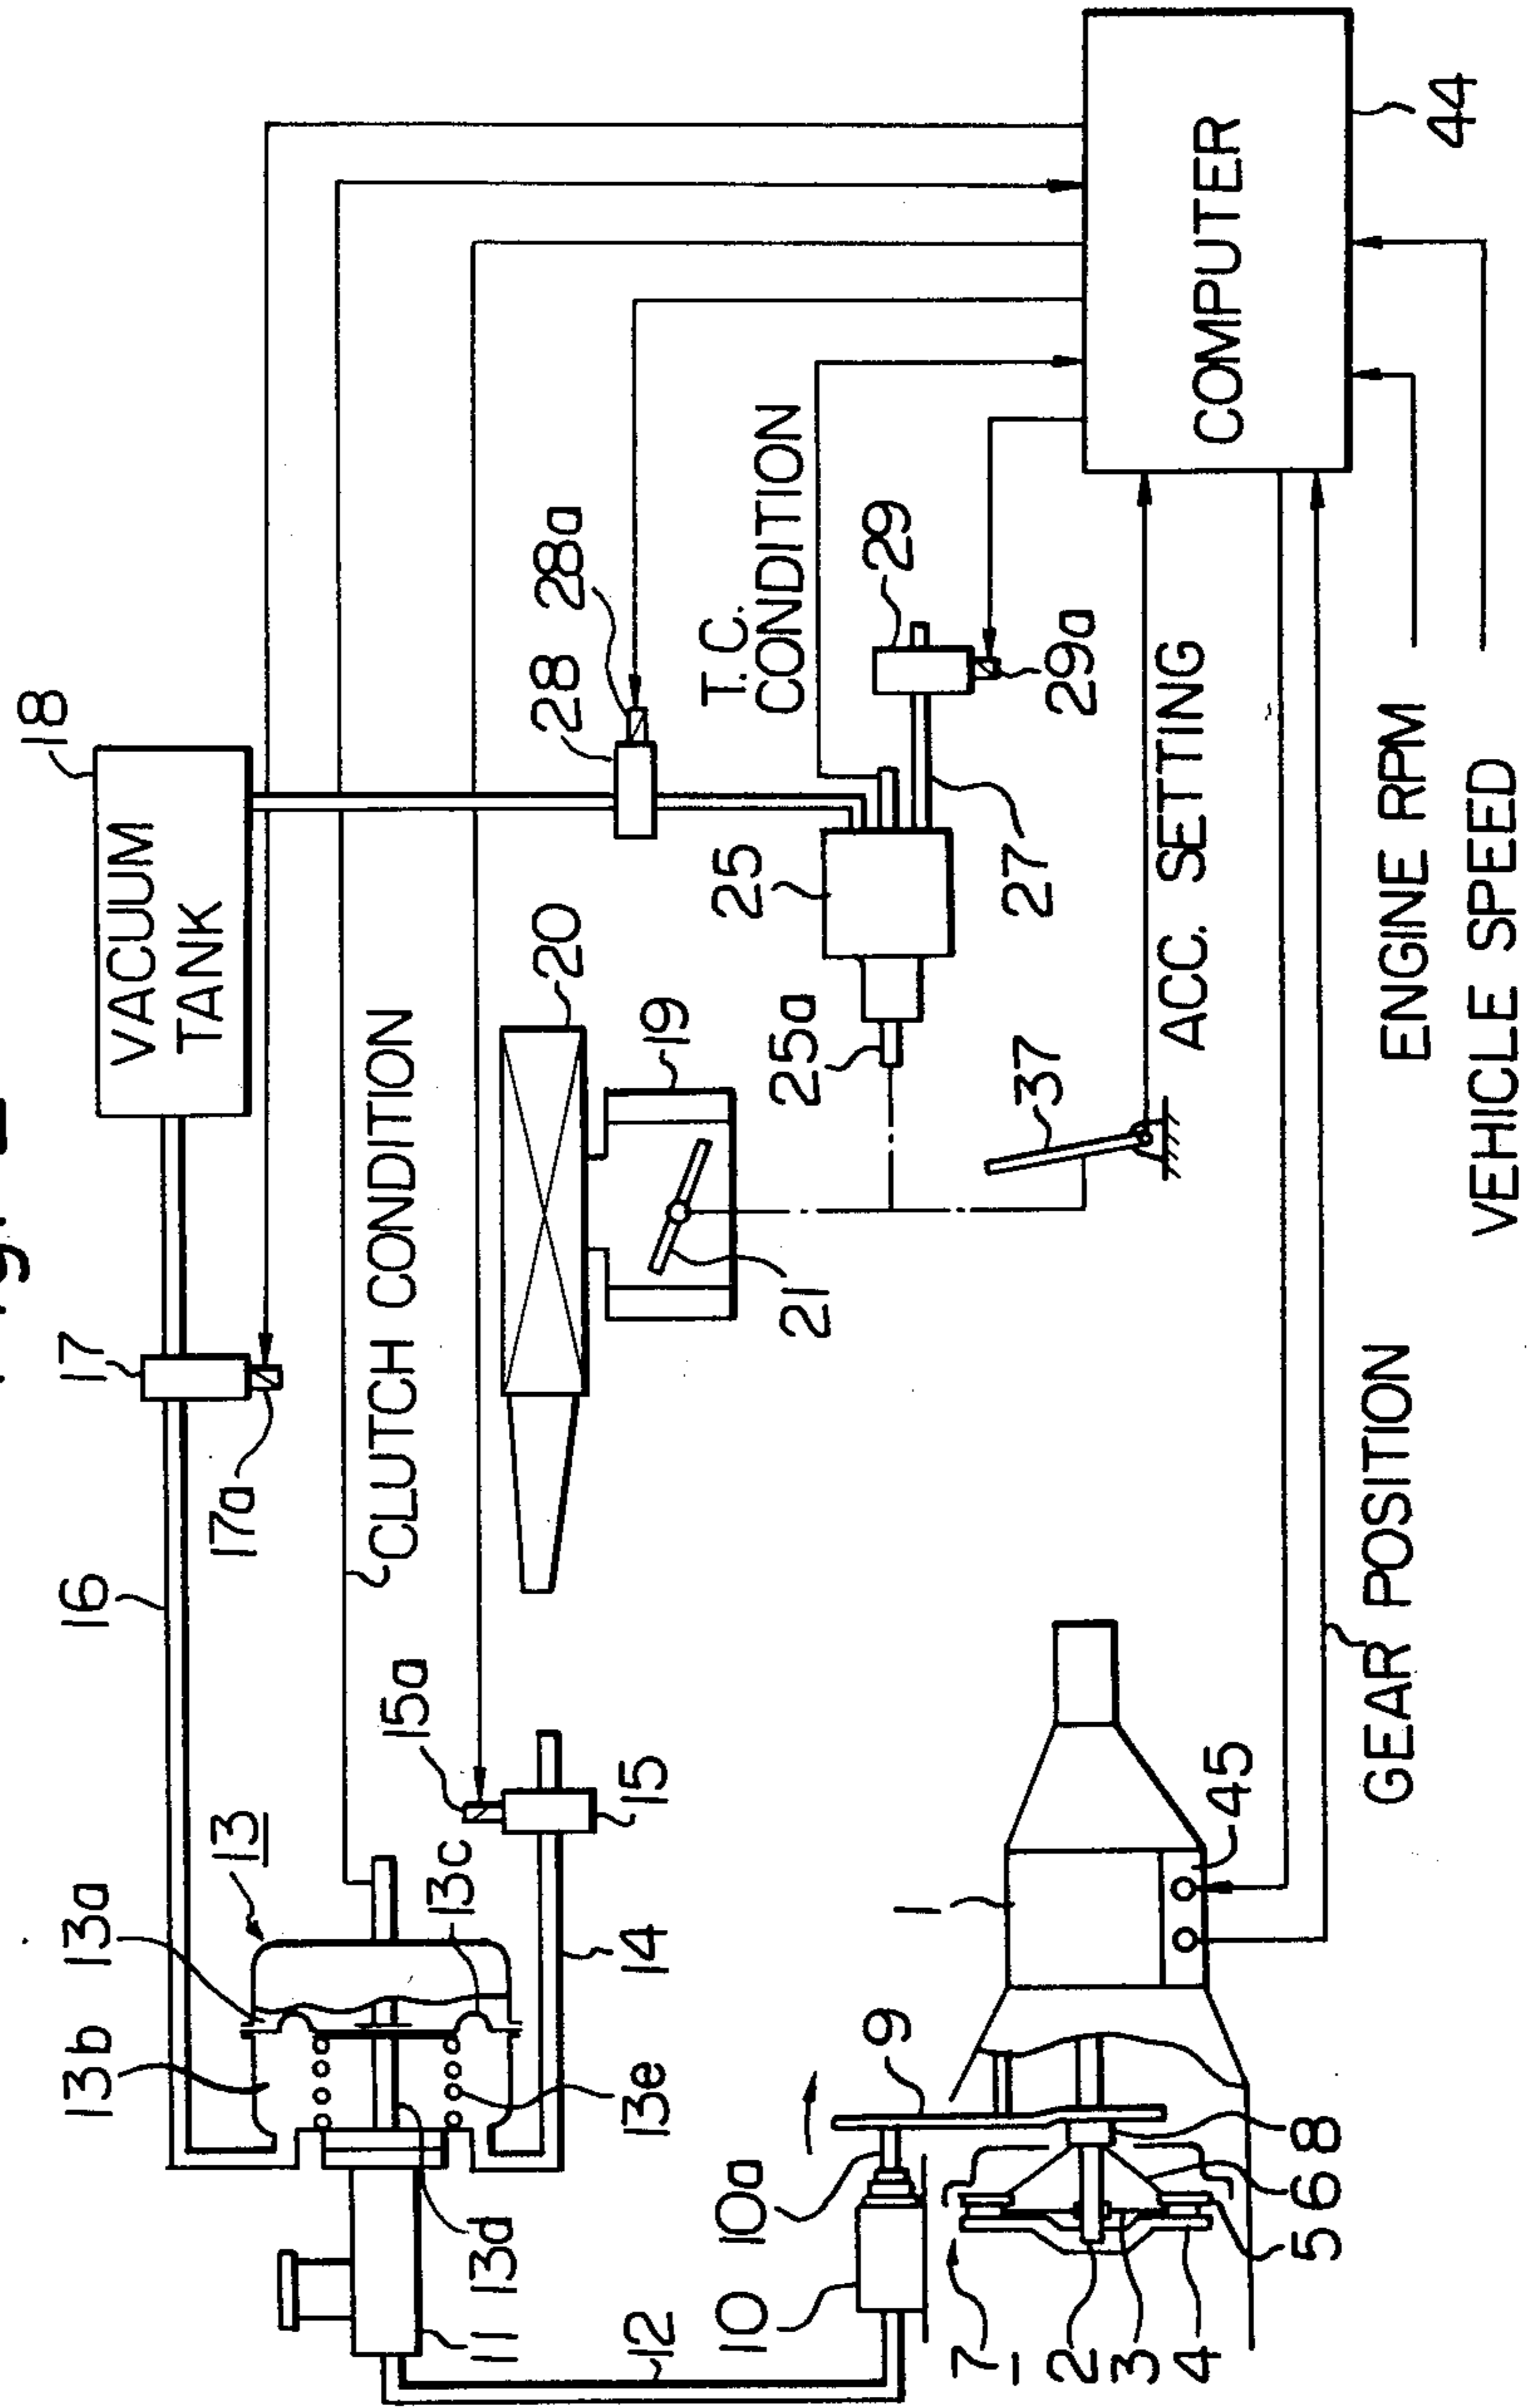 18
VACUUM
TANK
17
17a
16
CLUTCH CONDITION
13
13a
13b
13c
13d
13e
15a
15
14
11
12
20
19
21
28
28a
T. C.
CONDITION
29
29a
25
25a
27
37
ACC. SETTING
COMPUTER
44
ENGINE RPM
VEHICLE SPEED
GEAR POSITION
45
1
9
10a
10
7
2
3
4
5
6
8